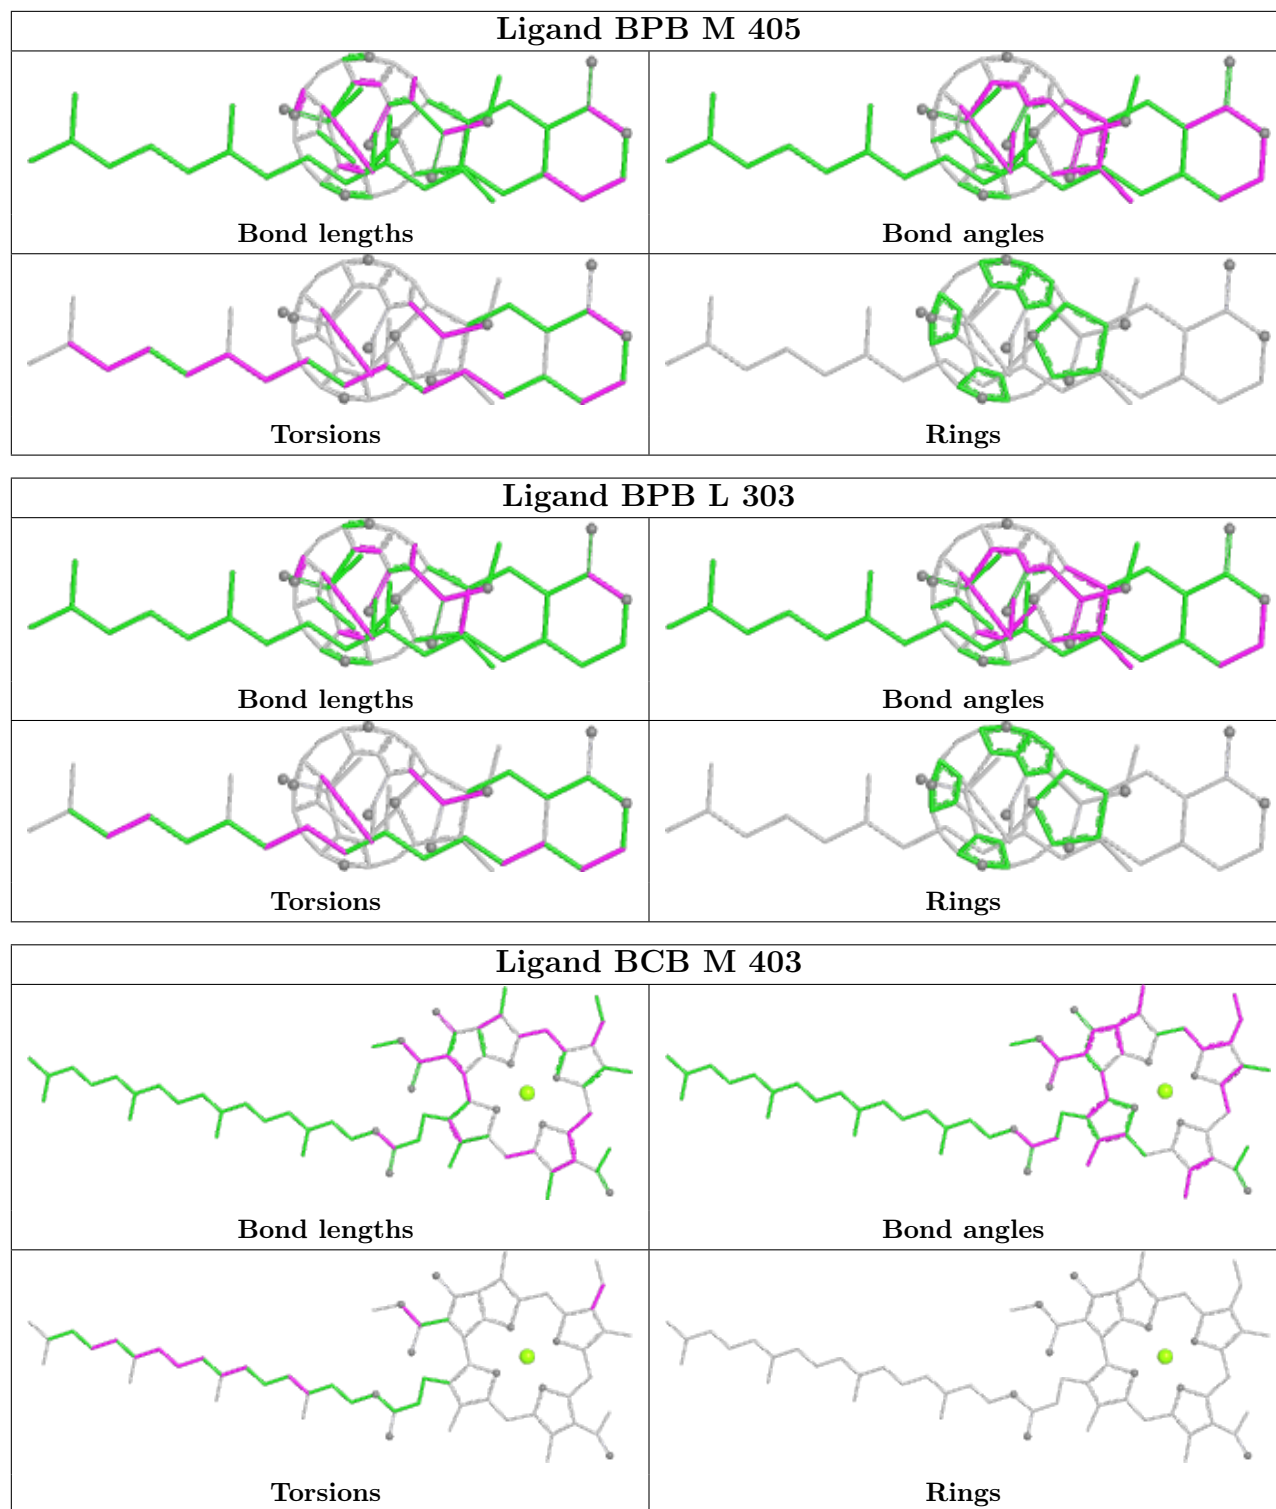 Ligand BPB M 405
Bond lengths
Bond angles
Torsions
Rings
Ligand BPB L 303
Bond lengths
Bond angles
Torsions
Rings
Ligand BCB M 403
Bond lengths
Bond angles
Torsions
Rings